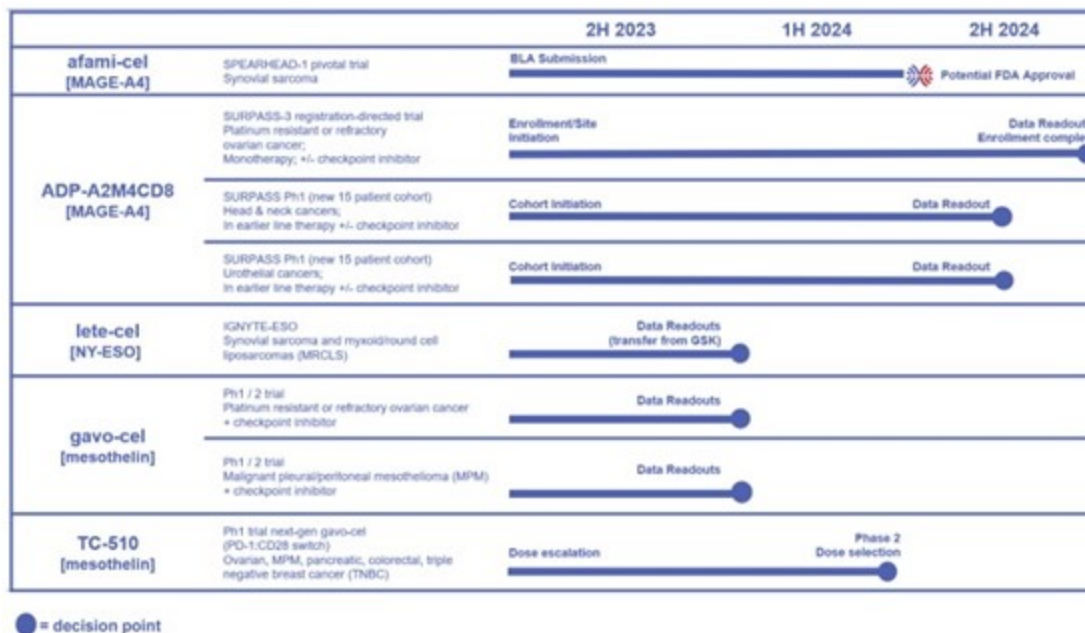 2H 2023 1H 2024 2H 2024
afami-cel
[MAGE-A4]
SPEARHEAD-1 pivotal trial
Synovial sarcoma
BLA Submission
Potential FDA Approval
ADP-A2M4CD8
[MAGE-A4]
SURPASS-3 registration-directed trial
Platinum resistant or refractory
ovarian cancer;
Monotherapy; +/- checkpoint inhibitor
Enrollment/Site
Initiation
Data Readout
Enrollment comple
SURPASS Ph1 (new 15 patient cohort)
Head & neck cancers;
In earlier line therapy +/- checkpoint inhibitor
Cohort Initiation
Data Readout
SURPASS Ph1 (new 15 patient cohort)
Urothelial cancers;
In earlier line therapy +/- checkpoint inhibitor
Cohort Initiation
Data Readout
lete-cel
[NY-ESO]
IGNYTE-ESO
Synovial sarcoma and myxoid/round cell
liposarcomas (MRCLS)
Data Readouts
(transfer from GSK)
gavo-cel
[mesothelin]
Ph1 / 2 trial
Platinum resistant or refractory ovarian cancer
+ checkpoint inhibitor
Data Readouts
Ph1 / 2 trial
Malignant pleural/peritoneal mesothelioma (MPM)
+ checkpoint inhibitor
Data Readouts
TC-510
[mesothelin]
Ph1 trial next-gen gavo-cel
(PD-1:CD28 switch)
Ovarian, MPM, pancreatic, colorectal, triple
negative breast cancer (TNBC)
Dose escalation
Phase 2
Dose selection
= decision point